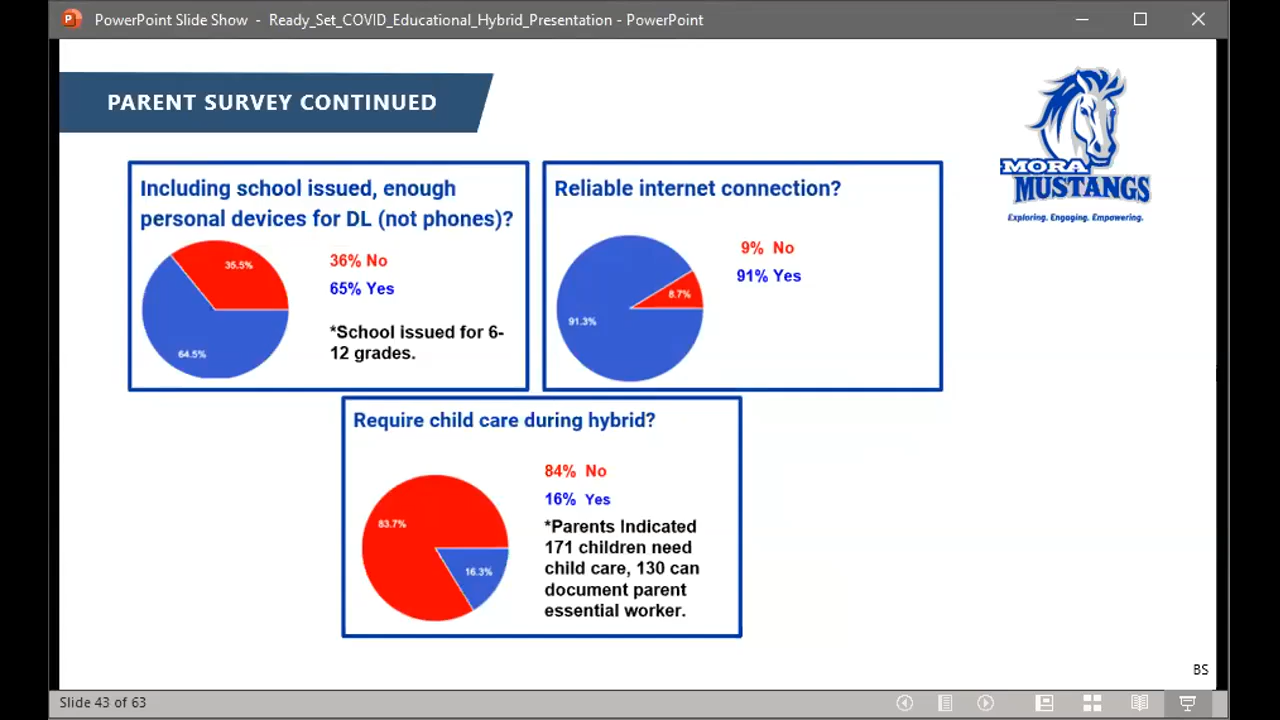 PowerPoint Slide Show - Ready_Set_COVID_Educational_Hybrid_Presentation - PowerPoint
PARENT SURVEY CONTINUED
MORA
MUSTANGS
Exploring. Engaging. Empowering.
Including school issued, enough
personal devices for DL (not phones)?
35.5%
64.5%
36% No
65% Yes
*School issued for 6-
12 grades.
Reliable internet connection?
8.7%
91.3%
9% No
91% Yes
Require child care during hybrid?
83.7%
16.3%
84% No
16% Yes
*Parents Indicated
171 children need
child care, 130 can
document parent
essential worker.
BS
Slide 43 of 63